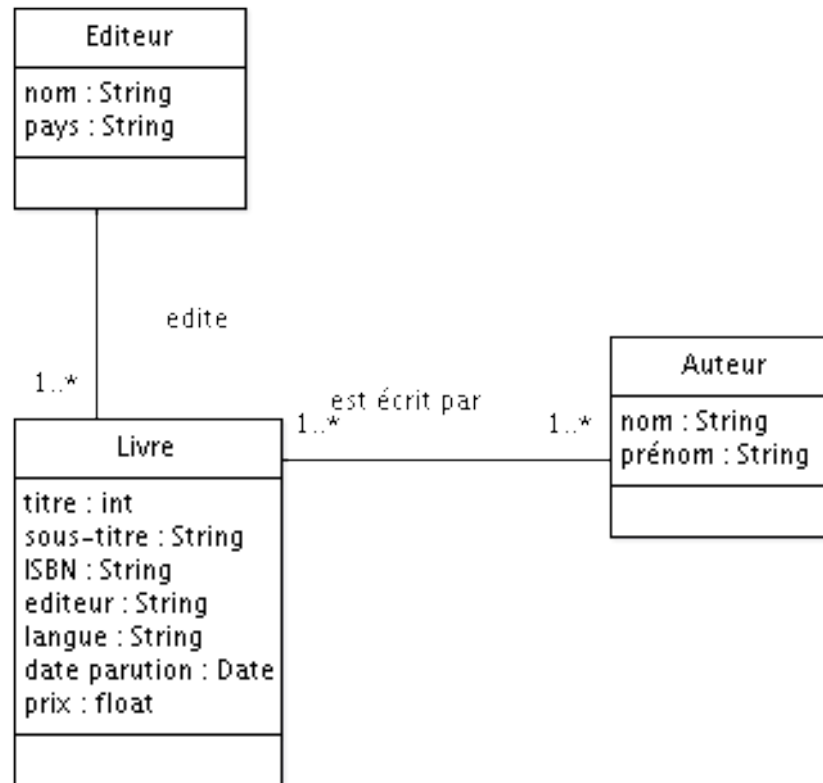 Editeur
nom : String
pays : String
edite
1..*
est écrit par
1..*
1..*
Auteur
nom : String
prénom : String
Livre
titre : int
sous-titre : String
ISBN : String
editeur : String
langue : String
date parution : Date
prix : float